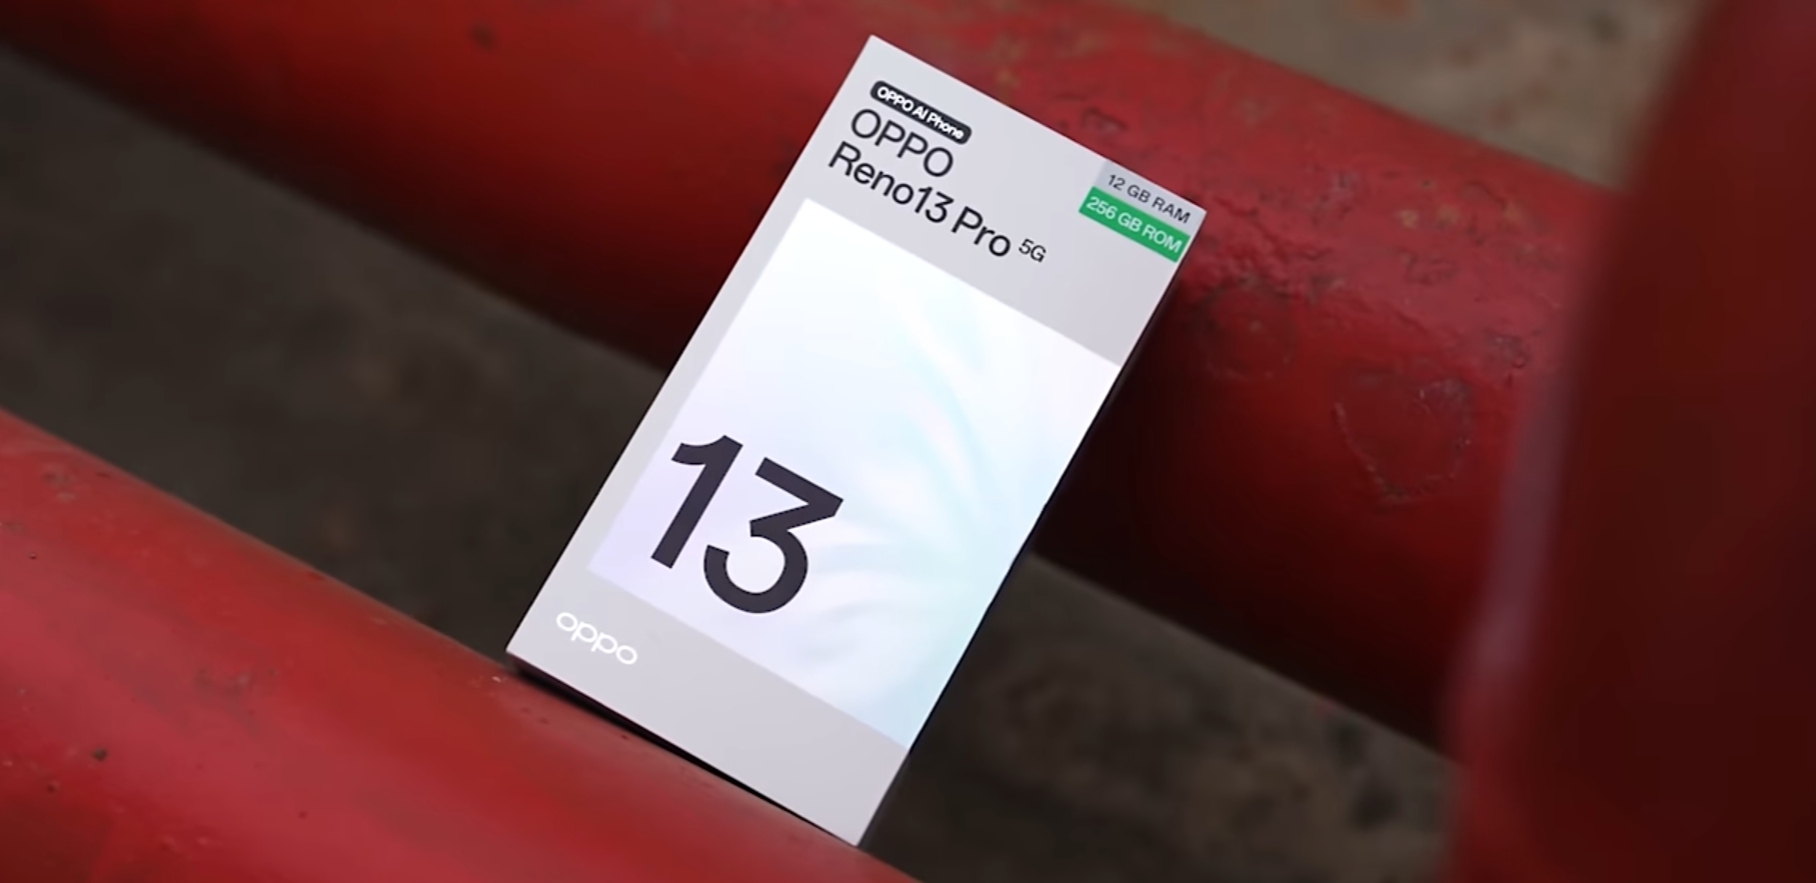 OPPO AI Phone
OPPO
Reno13 Pro 5G
12 GB RAM
256 GB ROM
13
oppo